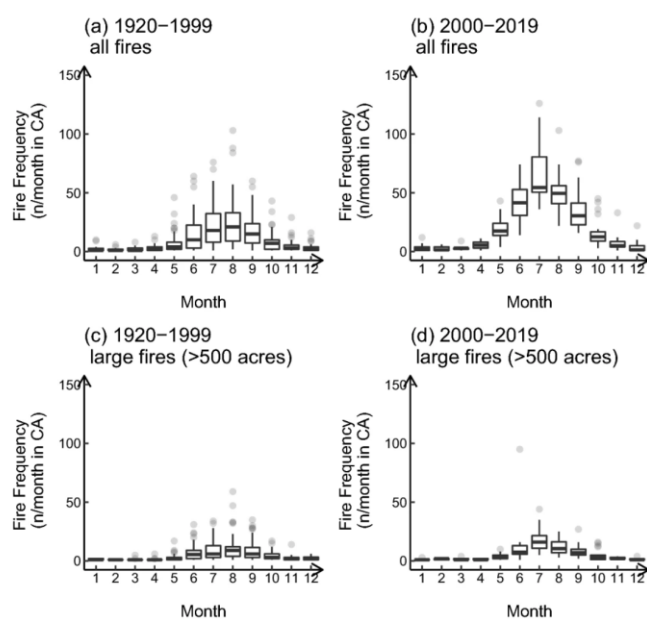 (a) 1920−1999
all fires
Fire Frequency
(n/month in CA)
150
100
50
0
1 2 3 4 5 6 7 8 9 10 11 12
Month
(b) 2000−2019
all fires
Fire Frequency
(n/month in CA)
150
100
50
0
1 2 3 4 5 6 7 8 9 10 11 12
Month
(c) 1920−1999
large fires (>500 acres)
Fire Frequency
(n/month in CA)
150
100
50
0
1 2 3 4 5 6 7 8 9 10 11 12
Month
(d) 2000−2019
large fires (>500 acres)
Fire Frequency
(n/month in CA)
150
100
50
0
1 2 3 4 5 6 7 8 9 10 11 12
Month